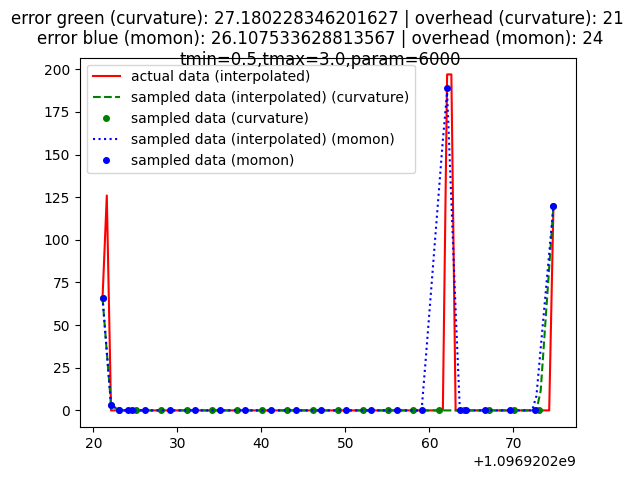 error green (curvature): 27.180228346201627 | overhead (curvature): 21
error blue (momon): 26.107533628813567 | overhead (momon): 24
tmin=0.5,tmax=3.0,param=6000
actual data (interpolated)
sampled data (interpolated) (curvature)
sampled data (curvature)
sampled data (interpolated) (momon)
sampled data (momon)
200
175
150
125
100
75
50
25
0
20 30 40 50 60 70
+1.0969202e9